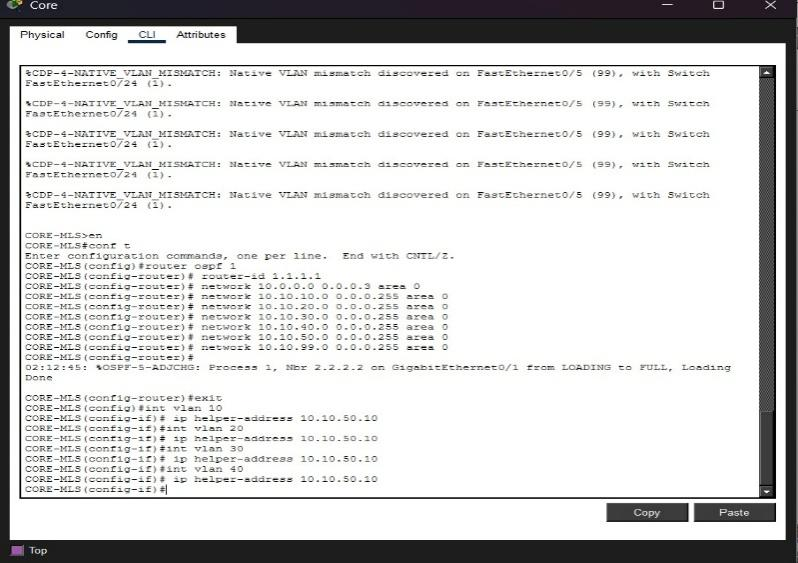 Core
Physical Config CLI Attributes
%CDP-4-NATIVE_VLAN_MISMATCH: Native VLAN mismatch discovered on FastEthernet0/5 (99), with Switch
FastEthernet0/24 (1).
%CDP-4-NATIVE_VLAN_MISMATCH: Native VLAN mismatch discovered on FastEthernet0/5 (99), with Switch
FastEthernet0/24 (1).
%CDP-4-NATIVE_VLAN_MISMATCH: Native VLAN mismatch discovered on FastEthernet0/5 (99), with Switch
FastEthernet0/24 (1).
%CDP-4-NATIVE_VLAN_MISMATCH: Native VLAN mismatch discovered on FastEthernet0/5 (99), with Switch
FastEthernet0/24 (1).
%CDP-4-NATIVE_VLAN_MISMATCH: Native VLAN mismatch discovered on FastEthernet0/5 (99), with Switch
FastEthernet0/24 (1).
CORE-MLS>en
CORE-MLS#conf t
Enter configuration commands, one per line.  End with CNTL/Z.
CORE-MLS(config)#router ospf 1
CORE-MLS(config-router)# router-id 1.1.1.1
CORE-MLS(config-router)# network 10.0.0.0 0.0.0.3 area 0
CORE-MLS(config-router)# network 10.10.10.0 0.0.0.255 area 0
CORE-MLS(config-router)# network 10.10.20.0 0.0.0.255 area 0
CORE-MLS(config-router)# network 10.10.30.0 0.0.0.255 area 0
CORE-MLS(config-router)# network 10.10.40.0 0.0.0.255 area 0
CORE-MLS(config-router)# network 10.10.50.0 0.0.0.255 area 0
CORE-MLS(config-router)# network 10.10.99.0 0.0.0.255 area 0
CORE-MLS(config-router)#
02:12:45: %OSPF-5-ADJCHG: Process 1, Nbr 2.2.2.2 on GigabitEthernet0/1 from LOADING to FULL, Loading
Done
CORE-MLS(config-router)#exit
CORE-MLS(config)#int vlan 10
CORE-MLS(config-if)# ip helper-address 10.10.50.10
CORE-MLS(config-if)#int vlan 20
CORE-MLS(config-if)# ip helper-address 10.10.50.10
CORE-MLS(config-if)#int vlan 30
CORE-MLS(config-if)# ip helper-address 10.10.50.10
CORE-MLS(config-if)#int vlan 40
CORE-MLS(config-if)# ip helper-address 10.10.50.10
CORE-MLS(config-if)#
Copy Paste
Top